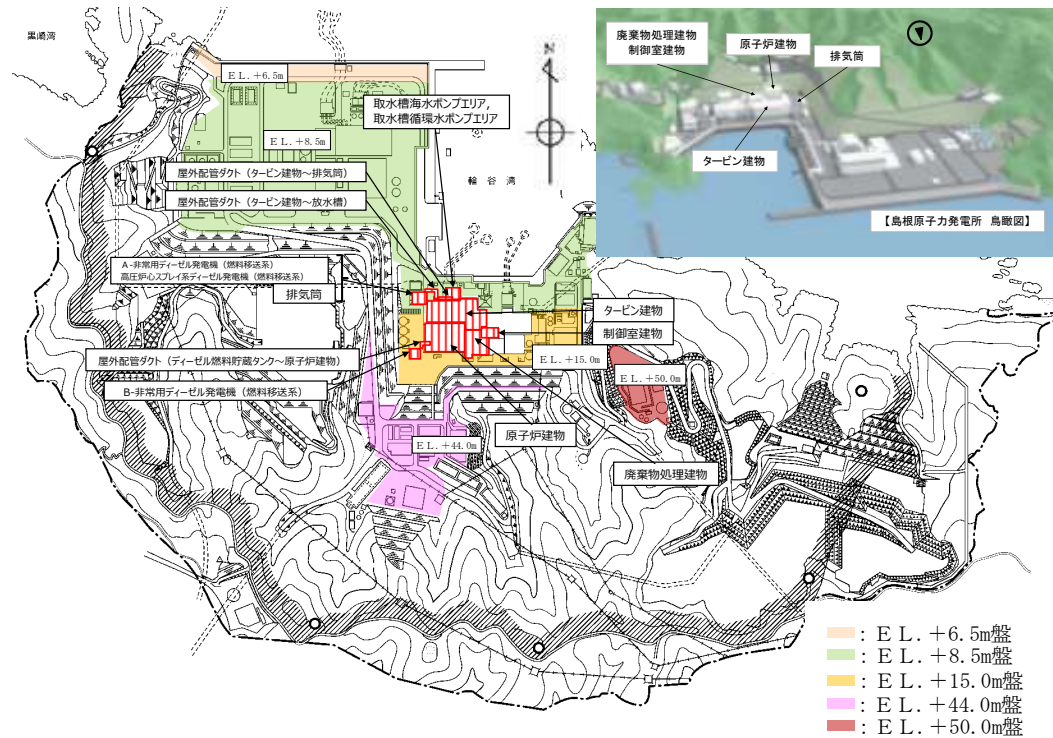 黒崎湾
EL.+6.5m
取水槽海水ポンプエリア,
取水槽循環水ポンプエリア
N
EL.+8.5m
輪谷湾
屋外配管ダクト（タービン建物～排気筒）
屋外配管ダクト（タービン建物～放水槽）
A-非常用ディーゼル発電機（燃料移送系）
高圧炉心スプレイ系ディーゼル発電機（燃料移送系）
排気筒
タービン建物
制御室建物
屋外配管ダクト（ディーゼル燃料貯蔵タンク～原子炉建物）
EL.+15.0m
B-非常用ディーゼル発電機（燃料移送系）
EL.+50.0m
EL.+44.0m
原子炉建物
廃棄物処理建物
廃棄物処理建物
制御室建物
原子炉建物
排気筒
タービン建物
【島根原子力発電所　鳥瞰図】
：ＥＬ.＋6.5m盤
：ＥＬ.＋8.5m盤
：ＥＬ.＋15.0m盤
：ＥＬ.＋44.0m盤
：ＥＬ.＋50.0m盤